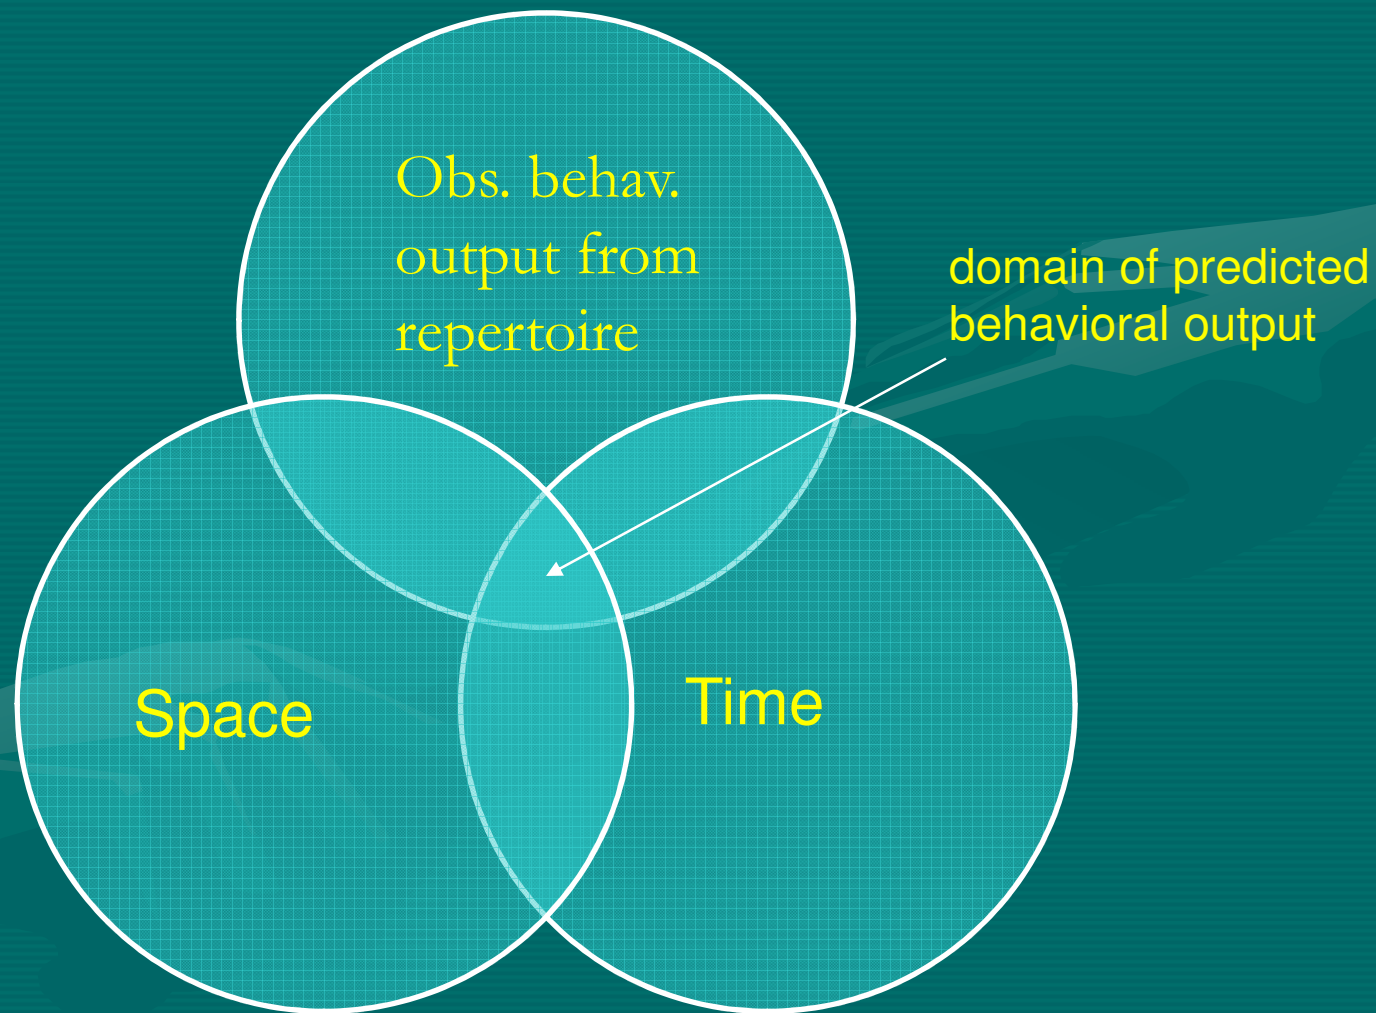 Obs. behav.
output from
repertoire
domain of predicted
behavioral output
Space
Time